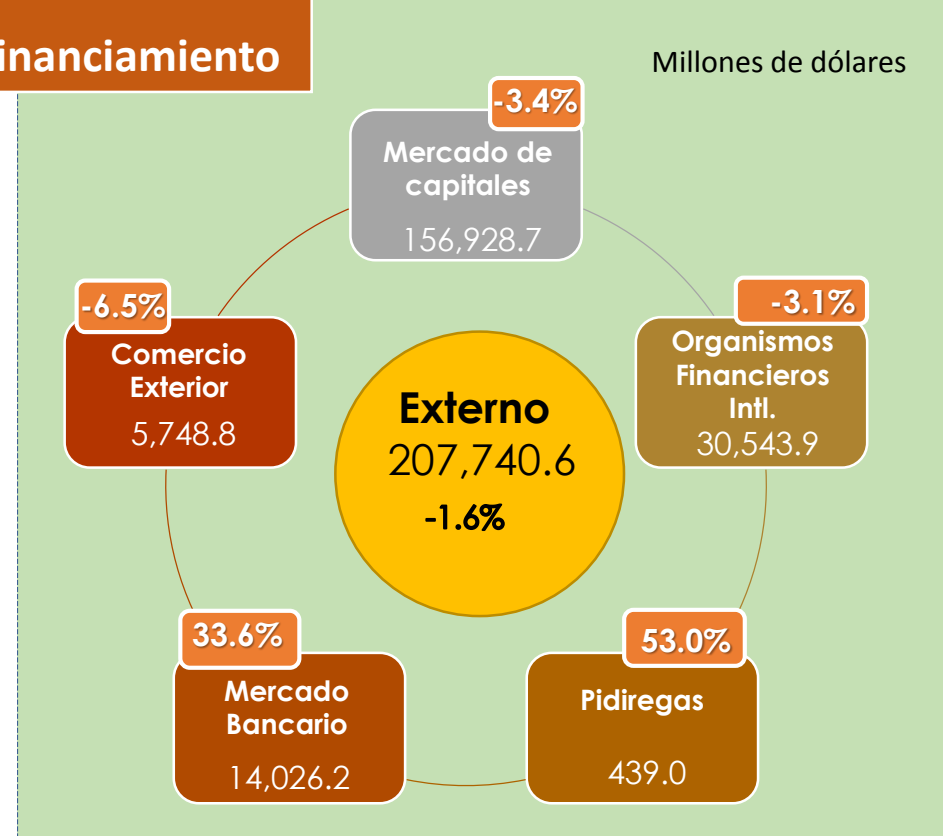 inanciamiento
Millones de dólares
-3.4%
Mercado de
capitales
156,928.7
-6.5%
Comercio
Exterior
5,748.8
-3.1%
Organismos
Financieros
Intl.
30,543.9
Externo
207,740.6
-1.6%
33.6%
Mercado
Bancario
14,026.2
53.0%
Pidiregas
439.0